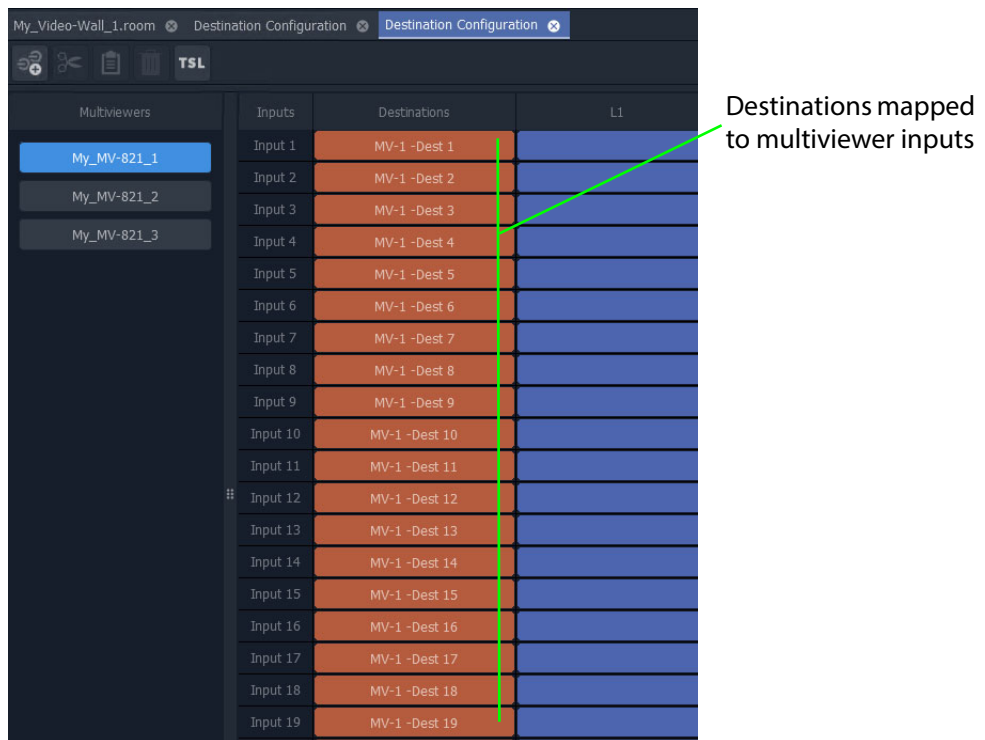 My_Video-Wall_1.room Destination Configuration Destination Configuration
TSL
Multiviewers Inputs Destinations L1
My_MV-821_1
My_MV-821_2
My_MV-821_3
Input 1 MV-1 -Dest 1
Input 2 MV-1 -Dest 2
Input 3 MV-1 -Dest 3
Input 4 MV-1 -Dest 4
Input 5 MV-1 -Dest 5
Input 6 MV-1 -Dest 6
Input 7 MV-1 -Dest 7
Input 8 MV-1 -Dest 8
Input 9 MV-1 -Dest 9
Input 10 MV-1 -Dest 10
Input 11 MV-1 -Dest 11
Input 12 MV-1 -Dest 12
Input 13 MV-1 -Dest 13
Input 14 MV-1 -Dest 14
Input 15 MV-1 -Dest 15
Input 16 MV-1 -Dest 16
Input 17 MV-1 -Dest 17
Input 18 MV-1 -Dest 18
Input 19 MV-1 -Dest 19
Destinations mapped
to multiviewer inputs